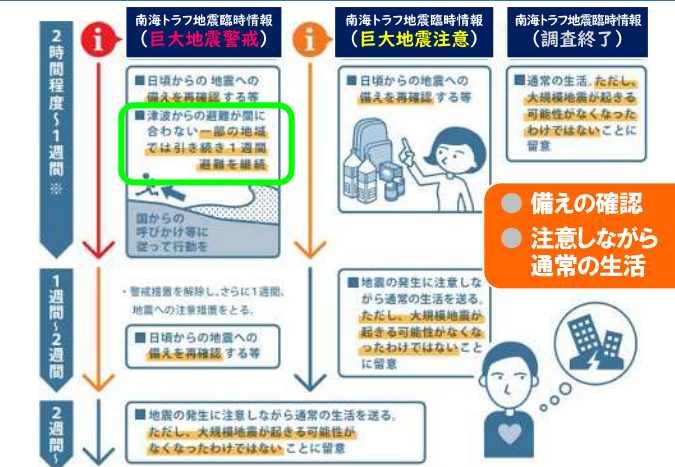 南海トラフ地震臨時情報
（巨大地震警戒）
南海トラフ地震臨時情報
（巨大地震注意）
南海トラフ地震臨時情報
（調査終了）
2時間程度～1週間※
■日頃からの 地震への
備えを再確認 する等
■津波からの避難が間に
合わない一部の地域
では引き続き１週間
避難を継続
国からの
呼びかけ等に
従って行動を
■日頃からの地震への
備えを再確認 する等
■通常の生活。ただし、
大規模地震が起きる
可能性がなくなった
わけではないことに
留意
● 備えの確認
● 注意しながら
通常の生活
1週間～2週間
・警戒措置を解除し、さらに1週間、
地震への注意措置をとる。
■日頃からの地震への
備えを再確認 する等
■地震の発生に注意しな
がら通常の生活を送る。
ただし、大規模地震が
起きる可能性がなくな
ったわけではないこと
に留意
2週間～
■地震の発生に注意しながら通常の生活を送る。
ただし、大規模地震が起きる可能性が
なくなったわけではない ことに留意